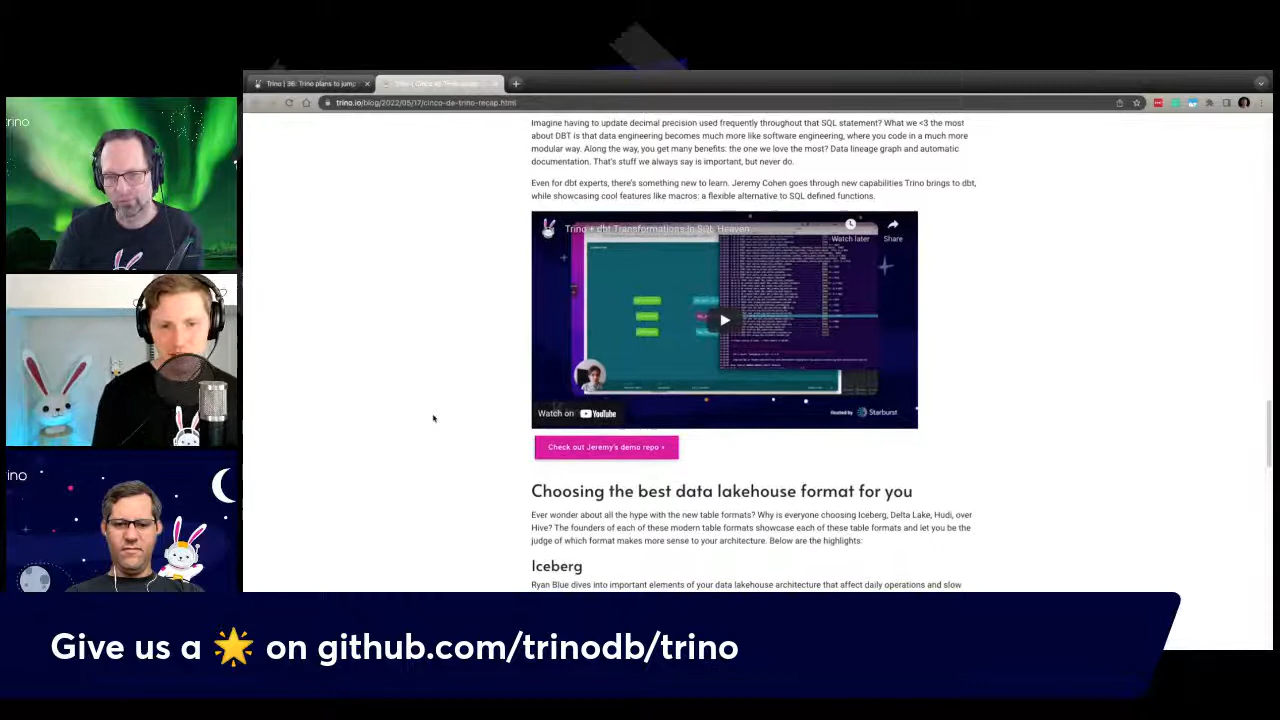 Trino | 36: Trino plans to jump
trino.io/blog/2022/05/17/cinco-de-trino-recap.html
rino
Imagine having to update decimal precision used frequently throughout that SQL statement? What we <3 the most
about DBT is that data engineering becomes much more like software engineering, where you code in a much more
modular way. Along the way, you get many benefits: the one we love the most? Data lineage graph and automatic
documentation. That's stuff we always say is important, but never do.
Even for dbt experts, there's something new to learn. Jeremy Cohen goes through new capabilities Trino brings to dbt,
while showcasing cool features like macros: a flexible alternative to SQL defined functions.
Trino + dbt Transformations in SQL Heaven
Watch later
Share
Watch on YouTube
Hosted by Starburst
Check out Jeremy's demo repo »
ino
Choosing the best data lakehouse format for you
Ever wonder about all the hype with the new table formats? Why is everyone choosing Iceberg, Delta Lake, Hudi, over
Hive? The founders of each of these modern table formats showcase each of these table formats and let you be the
judge of which format makes more sense to your architecture. Below are the highlights:
Iceberg
Ryan Blue dives into important elements of your data lakehouse architecture that affect daily operations and slow
Give us a 🌟 on github.com/trinodb/trino